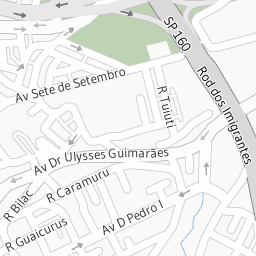 SP 160
Rod dos Imigrantes
Av Sete de Setembro
R Tuiuti
Av Dr Ulysses Guimarães
R Caramuru
R Bilac
Av D Pedro I
R Guaicurus